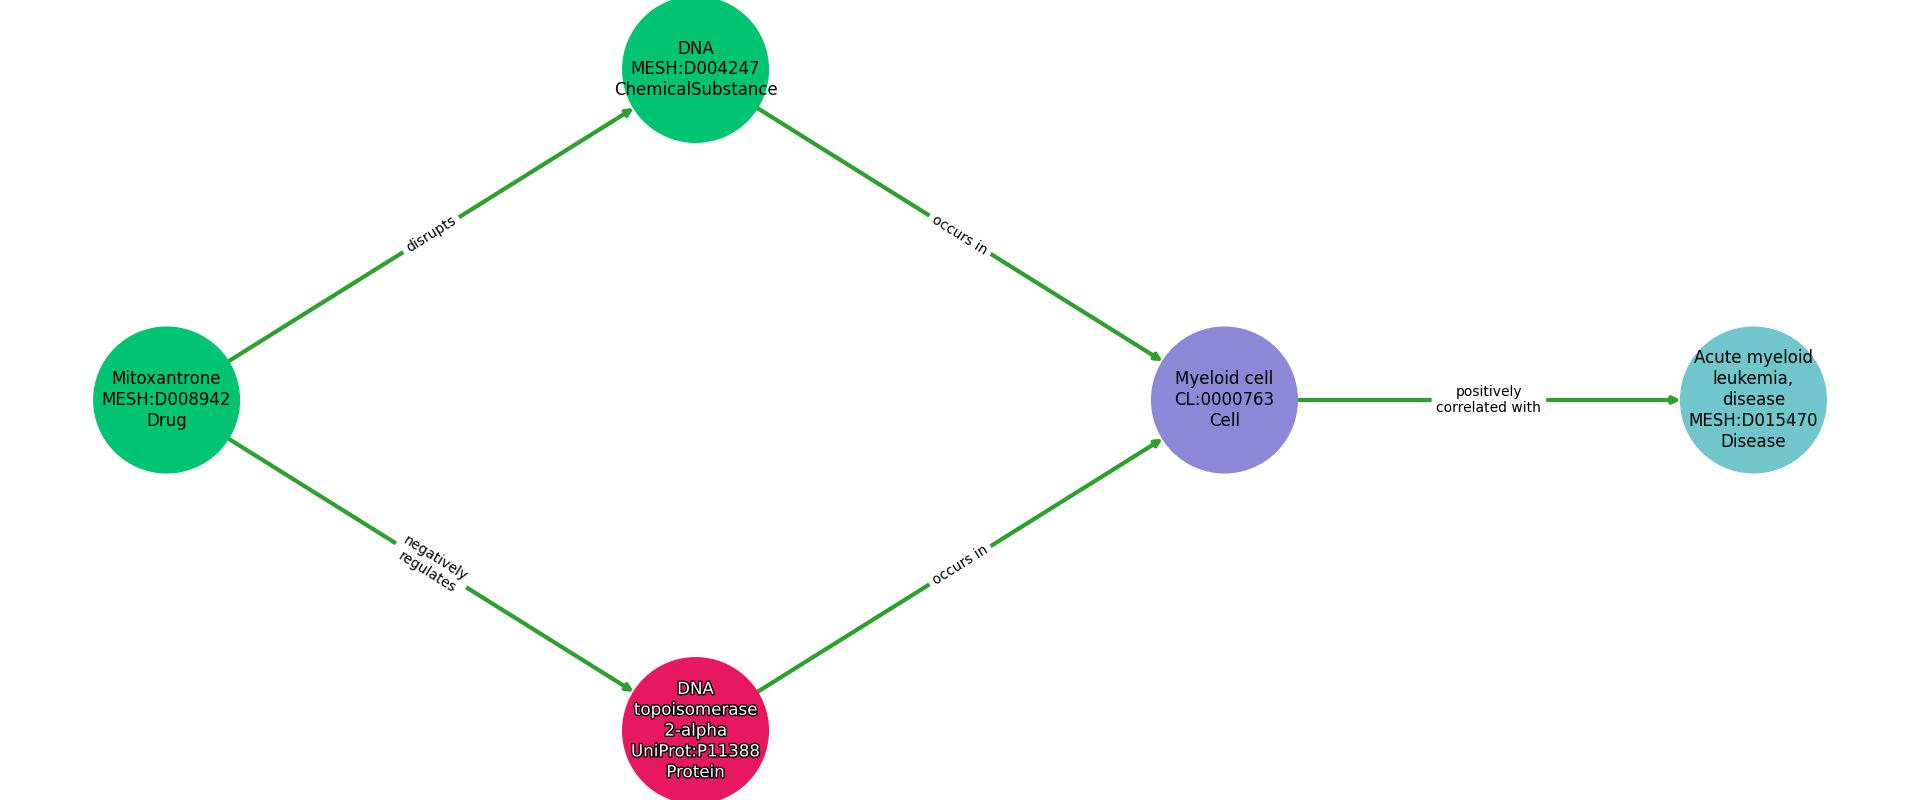 DNA
MESH:D004247
ChemicalSubstance
disrupts
occurs in
Mitoxantrone
MESH:D008942
Drug
Myeloid cell
CL:0000763
Cell
positively
correlated with
Acute myeloid
leukemia,
disease
MESH:D015470
Disease
negatively
regulates
occurs in
DNA
topoisomerase
2-alpha
UniProt:P11388
Protein